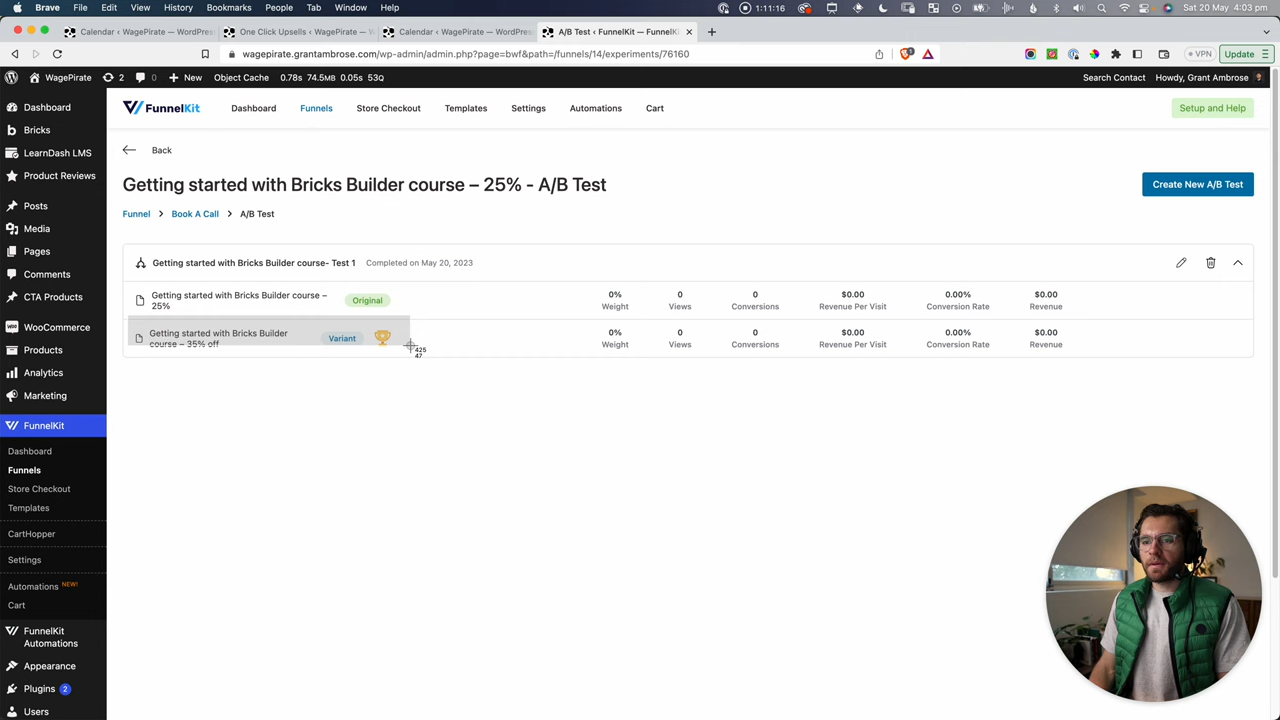 Brave File Edit View History Bookmarks People Tab Window Help
1:11:16
Sat 20 May 4:03 pm
Calendar ‹ WagePirate — WordPres
One Click Upsells ‹ WagePirate — W
Calendar ‹ WagePirate — WordPres
A/B Test ‹ FunnelKit — FunnelKi
wagepirate.grantambrose.com/wp-admin/admin.php?page=bwf&path=/funnels/14/experiments/76160
VPN
Update
WagePirate 2 0 New Object Cache 0.78s 74.5MB 0.05s 53Q
Search Contact Howdy, Grant Ambrose
Dashboard
Bricks
LearnDash LMS
Product Reviews
Posts
Media
Pages
Comments
CTA Products
WooCommerce
Products
Analytics
Marketing
FunnelKit
Dashboard
Funnels
Store Checkout
Templates
CartHopper
Settings
Automations NEW!
Cart
FunnelKit
Automations
Appearance
Plugins 2
Users
FunnelKit
Dashboard Funnels Store Checkout Templates Settings Automations Cart
Setup and Help
Back
Getting started with Bricks Builder course – 25% - A/B Test
Create New A/B Test
Funnel > Book A Call > A/B Test
Getting started with Bricks Builder course- Test 1 Completed on May 20, 2023
Getting started with Bricks Builder course –
25%
Original
0% 0 0 $0.00 0.00% $0.00
Weight Views Conversions Revenue Per Visit Conversion Rate Revenue
Getting started with Bricks Builder
course – 35% off
Variant
425
47
0% 0 0 $0.00 0.00% $0.00
Weight Views Conversions Revenue Per Visit Conversion Rate Revenue